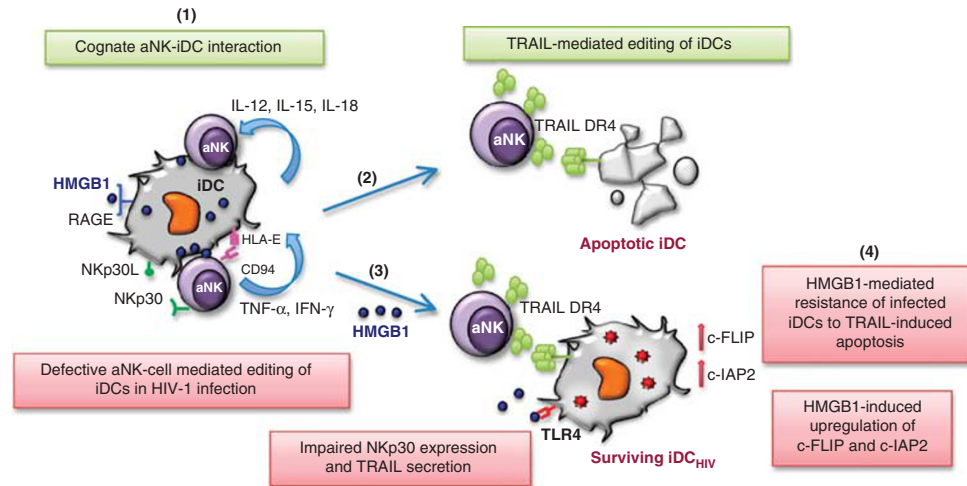 (1)
Cognate aNK-iDC interaction
TRAIL-mediated editing of iDCs
IL-12, IL-15, IL-18
aNK
iDC
HMGB1
RAGE
HLA-E
NKp30L
CD94
NKp30
aNK
TNF-α, IFN-γ
(2)
aNK
TRAIL DR4
Apoptotic iDC
(3)
HMGB1
aNK
TRAIL DR4
TLR4
Surviving iDC_HIV
c-FLIP
c-IAP2
(4)
HMGB1-mediated
resistance of infected
iDCs to TRAIL-induced
apoptosis
HMGB1-induced
upregulation of
c-FLIP and c-IAP2
Defective aNK-cell mediated editing of
iDCs in HIV-1 infection
Impaired NKp30 expression
and TRAIL secretion